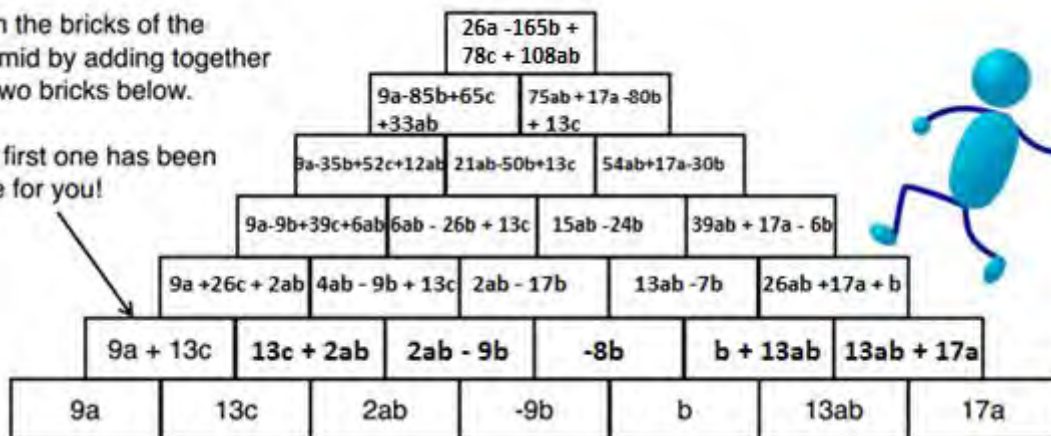 the bricks of the
by adding together
two bricks below.
first one has been
for you!
26a -165b +
78c + 108ab
9a-85b+65c
+33ab
75ab + 17a -80b
+ 13c
9a-35b+52c+12ab
21ab-50b+13c
54ab+17a-30b
9a-9b+39c+6ab
6ab - 26b + 13c
15ab -24b
39ab + 17a - 6b
9a +26c + 2ab
4ab - 9b + 13c
2ab - 17b
13ab -7b
26ab +17a + b
9a + 13c
13c + 2ab
2ab - 9b
-8b
b + 13ab
13ab + 17a
9a
13c
2ab
-9b
b
13ab
17a